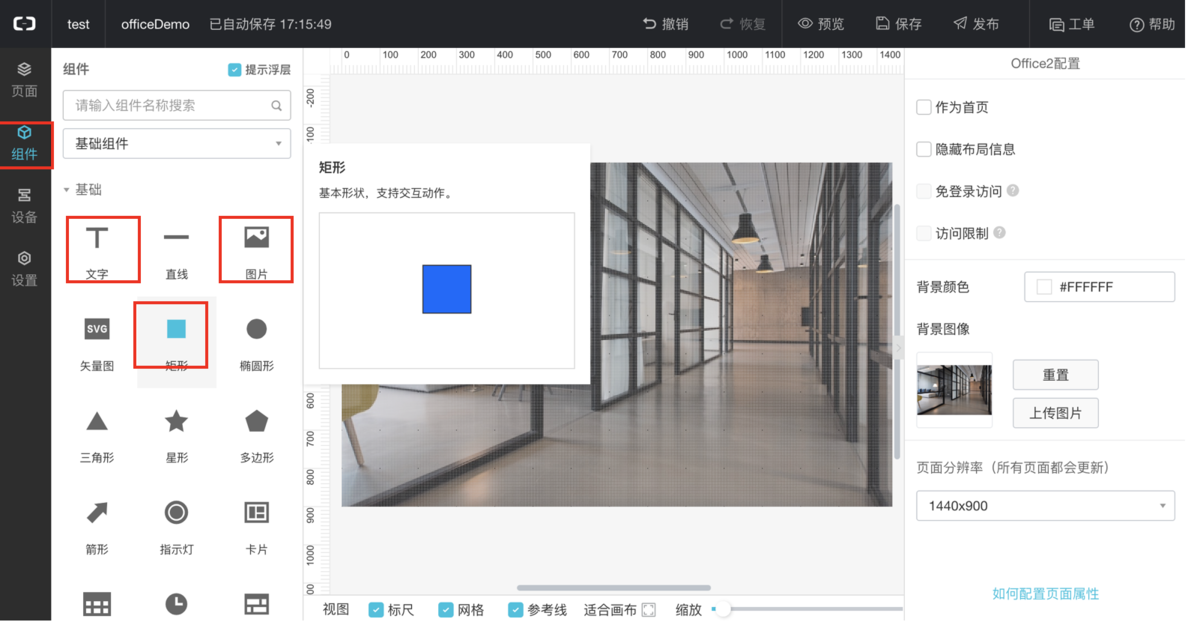 test officeDemo 已自动保存 17:15:49 撤销 恢复 预览 保存 发布 工单 帮助
页面
组件
设备
设置
组件 提示浮层
请输入组件名称搜索
基础组件
基础
文字 直线 图片
SVG
矢量图 矩形 椭圆形
三角形 星形 多边形
箭形 指示灯 卡片
0 100 200 300 400 500 600 700 800 900 1000 1100 1200 1300 1400
-200
-100
600
700
800
900
1000
矩形
基本形状，支持交互动作。
视图 标尺 网格 参考线 适合画布 缩放
Office2配置
作为首页
隐藏布局信息
免登录访问 ?
访问限制 ?
背景颜色 #FFFFFF
背景图像
重置
上传图片
页面分辨率（所有页面都会更新）
1440x900
如何配置页面属性